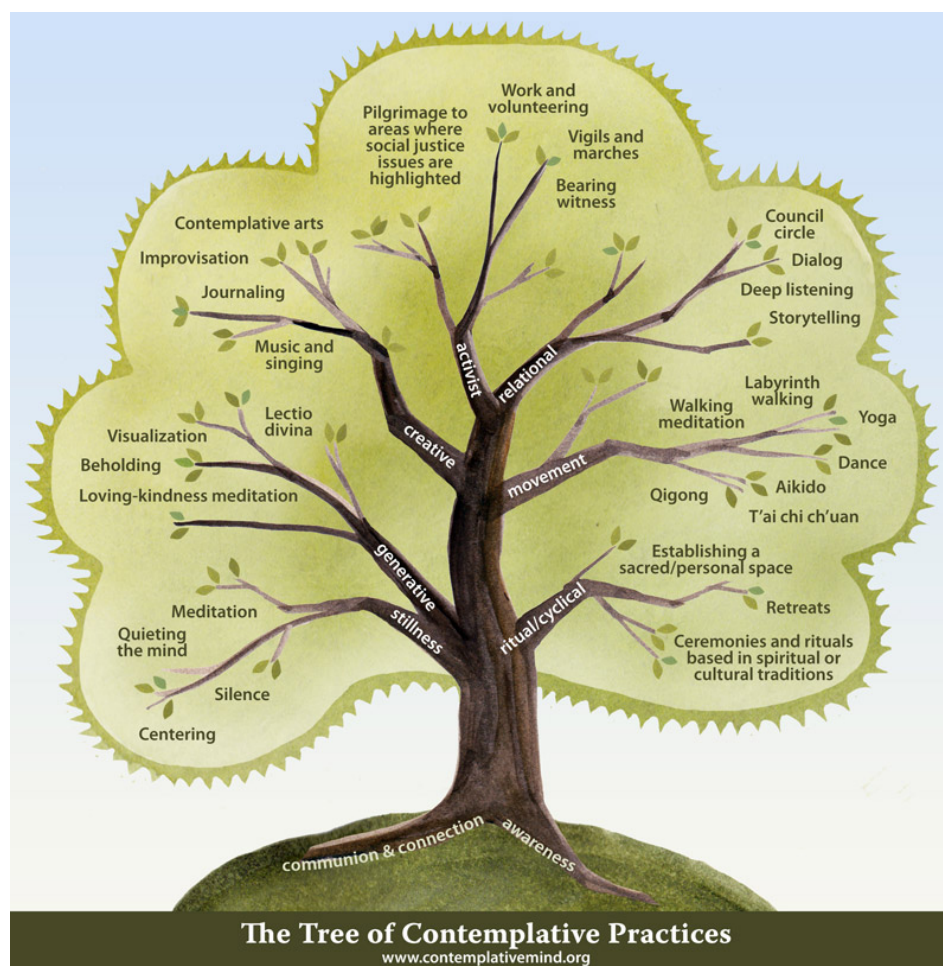 Work and
volunteering
Pilgrimage to
areas where
social justice
issues are
highlighted
Vigils and
marches
Bearing
witness
Contemplative arts
Improvisation
Journaling
Music and
singing
Council
circle
Dialog
Deep listening
Storytelling
activist
relational
creative
Lectio
divina
Visualization
Beholding
Loving-kindness meditation
generative
Labyrinth
walking
Walking
meditation
Yoga
Dance
Aikido
Qigong
T'ai chi ch'uan
movement
Meditation
Quieting
the mind
Silence
Centering
stillness
Establishing a
sacred/personal space
Retreats
Ceremonies and rituals
based in spiritual or
cultural traditions
ritual/cyclical
communion & connection
awareness
The Tree of Contemplative Practices
www.contemplativemind.org